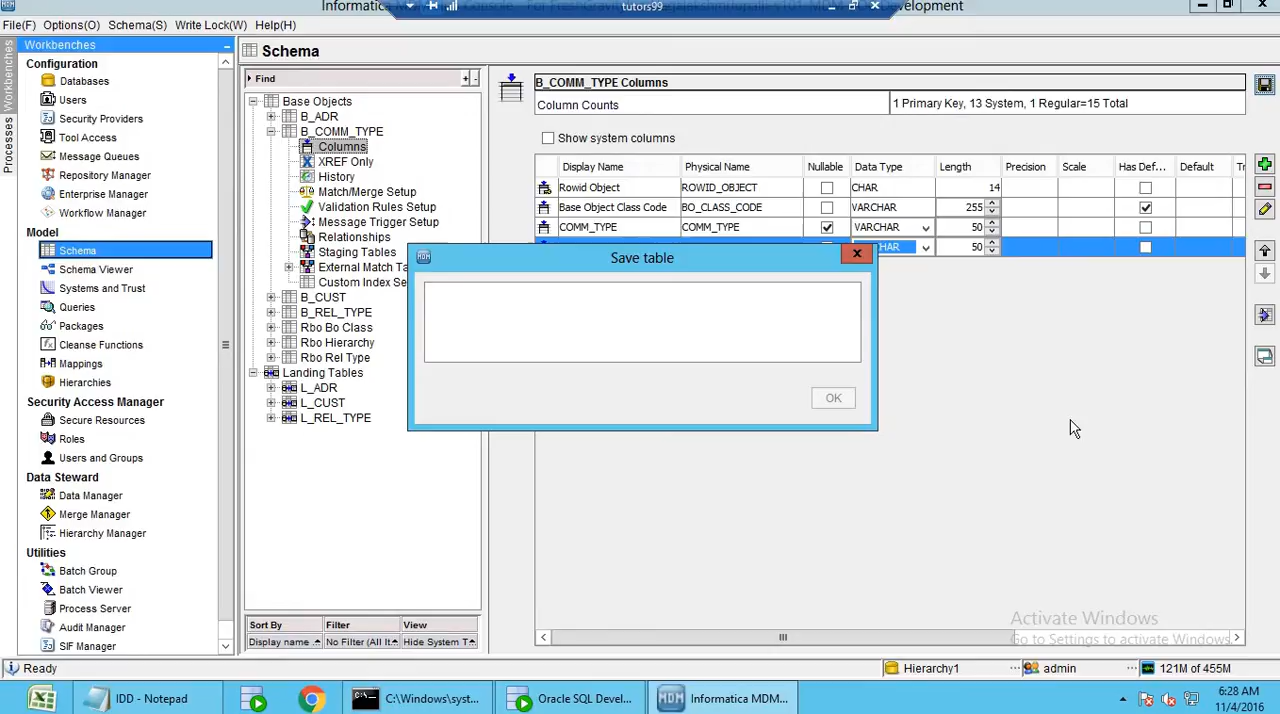 tutors99
Informatica MDM Development
File(F) Options(O) Schema(S) Write Lock(W) Help(H)
Workbenches
Processes
Workbenches
Configuration
Databases
Users
Security Providers
Tool Access
Message Queues
Repository Manager
Enterprise Manager
Workflow Manager
Model
Schema
Schema Viewer
Systems and Trust
Queries
Packages
Cleanse Functions
Mappings
Hierarchies
Security Access Manager
Secure Resources
Roles
Users and Groups
Data Steward
Data Manager
Merge Manager
Hierarchy Manager
Utilities
Batch Group
Batch Viewer
Process Server
Audit Manager
SIF Manager
Schema
Find
+ -
Base Objects
B_ADR
B_COMM_TYPE
Columns
XREF Only
History
Match/Merge Setup
Validation Rules Setup
Message Trigger Setup
Relationships
Staging Tables
External Match Ta
Custom Index Se
B_CUST
B_REL_TYPE
Rbo Bo Class
Rbo Hierarchy
Rbo Rel Type
Landing Tables
L_ADR
L_CUST
L_REL_TYPE
Sort By Filter View
Display name ... No Filter (All It... Hide System T...
B_COMM_TYPE Columns
Column Counts 1 Primary Key, 13 System, 1 Regular=15 Total
Show system columns
Display Name Physical Name Nullable Data Type Length Precision Scale Has Def... Default Tr
Rowid Object ROWID_OBJECT CHAR 14
Base Object Class Code BO_CLASS_CODE VARCHAR 255
COMM_TYPE COMM_TYPE VARCHAR 50
CHAR 50
Save table
OK
Activate Windows
Go to Settings to activate Windows.
Ready
Hierarchy1 ... admin ... 121M of 455M
IDD - Notepad
C:\Windows\syst...
Oracle SQL Devel...
MDM Informatica MDM...
6:28 AM
11/4/2016